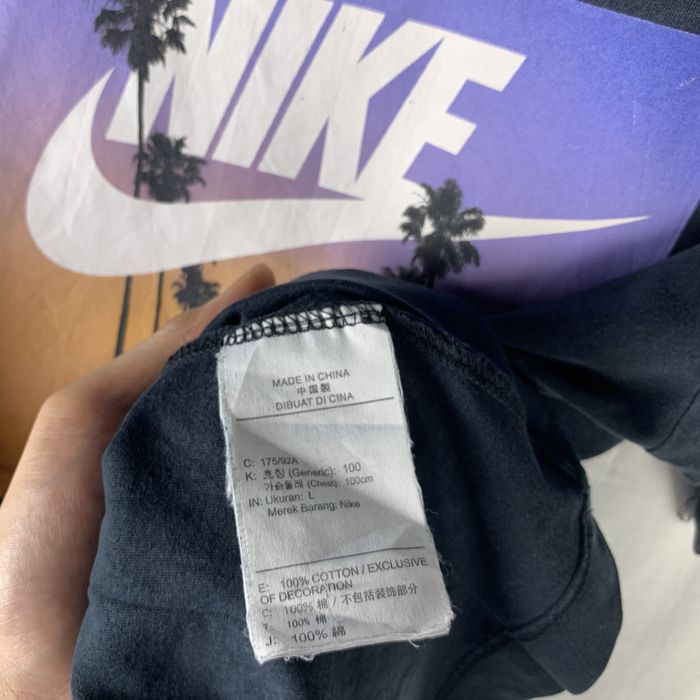 NIKE
MADE IN CHINA
中国製
DIBUAT DI CINA
C: 175/92A
K: 호칭 (Generic): 100
가슴둘레 (Chest): 100cm
IN: Ukuran: L
Merek Barang: Nike
E: 100% COTTON / EXCLUSIVE
OF DECORATION
C: 100% 棉 / 不包括装饰部分
T: 100% 棉
J: 100% 綿